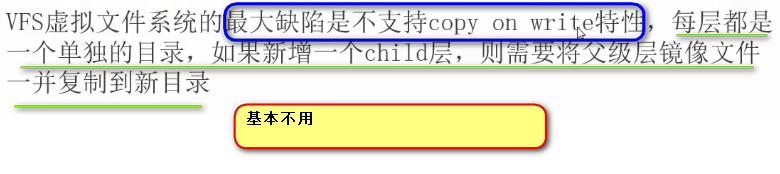 VFS虚拟文件系统的最大缺陷是不支持copy on write特性，每层都是
一个单独的目录，如果新增一个child层，则需要将父级层镜像文件
一并复制到新目录
基本不用